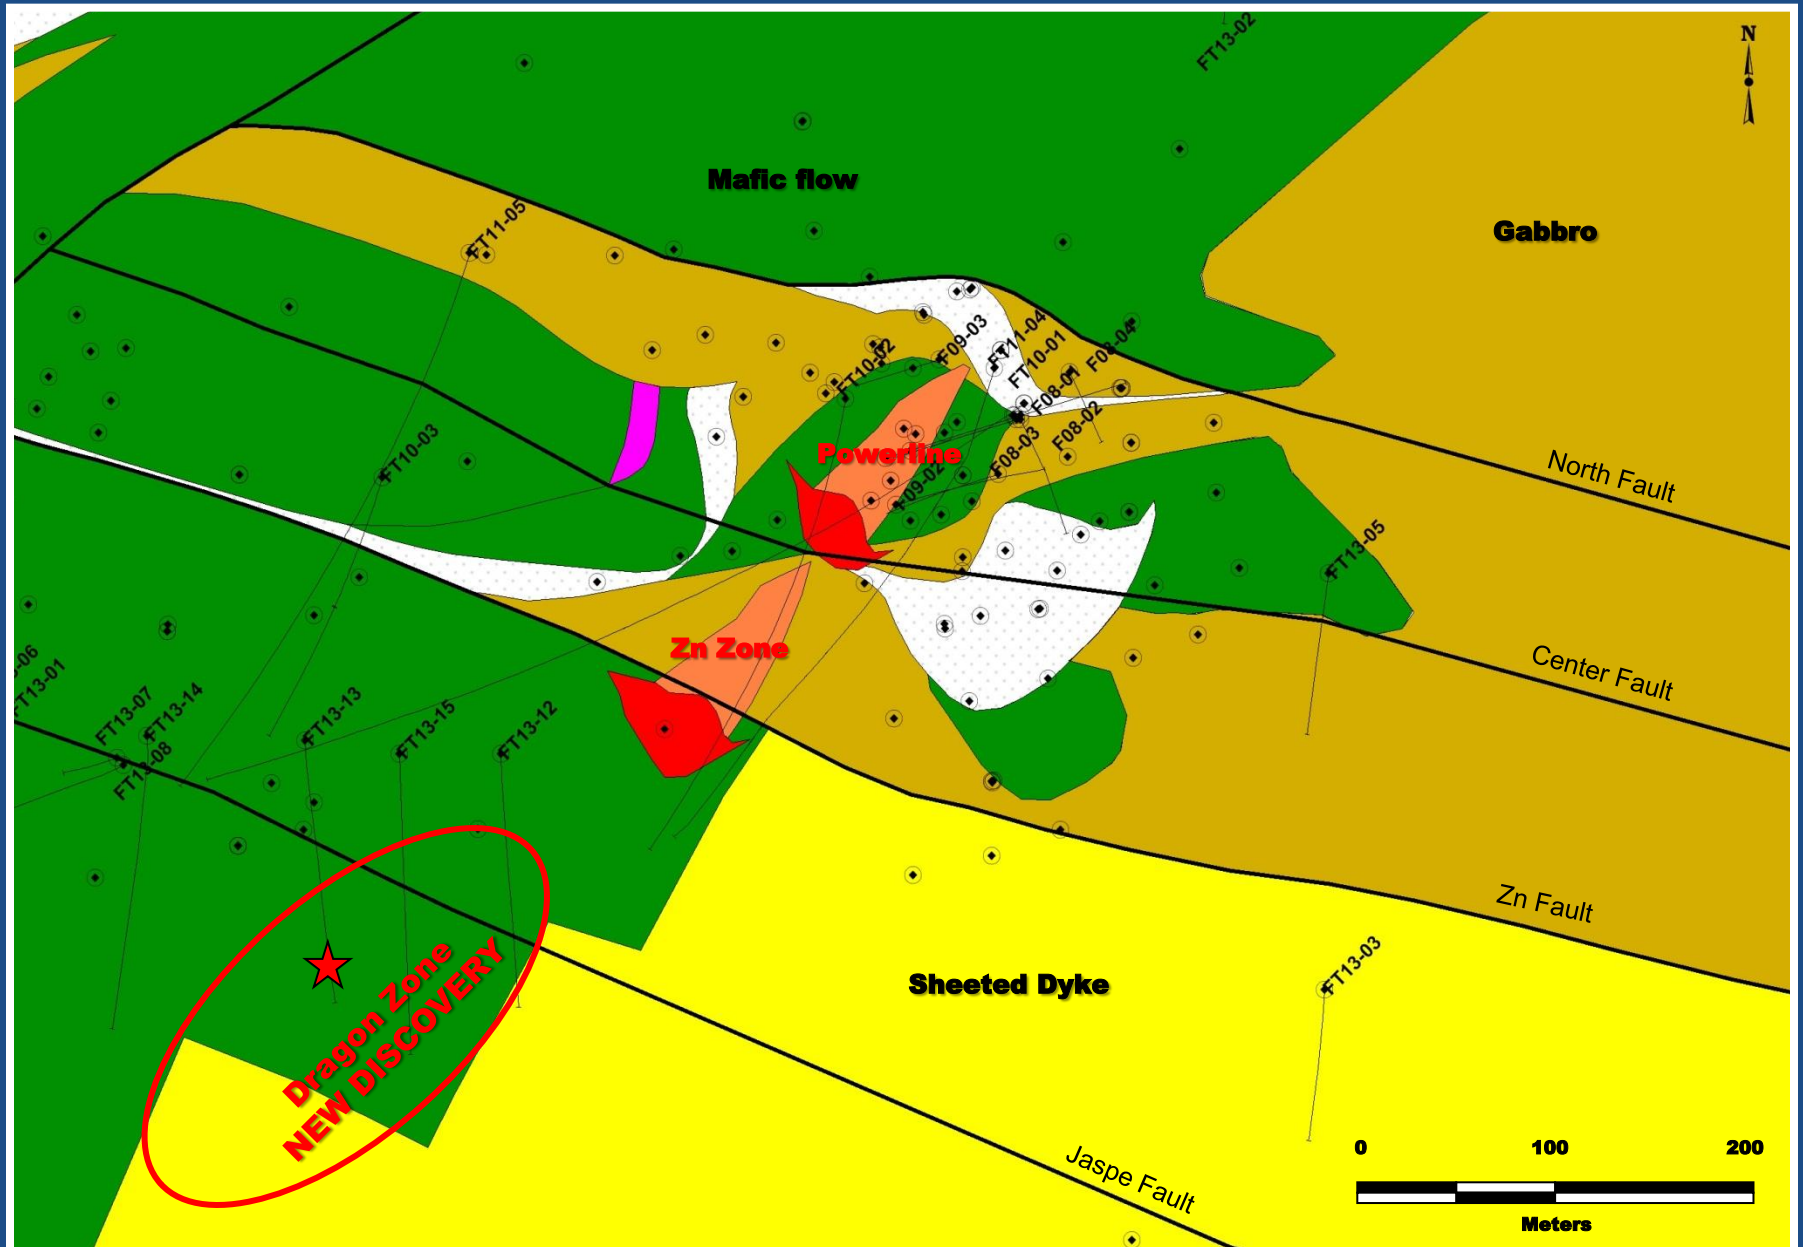 FT13-02
N
Mafic flow
Gabbro
FT11-05
F09-03
FT11-04
FT10-01
F08-04
FT10-02
F08-01
F08-02
FT10-03
Powerline
F08-03
F09-02
North Fault
FT13-05
Zn Zone
Center Fault
-06
FT13-01
FT13-07
FT13-14
FT13-08
FT13-13
FT13-15
FT13-12
Zn Fault
Dragon Zone
NEW DISCOVERY
Sheeted Dyke
FT13-03
Jaspe Fault
0 100 200
Meters